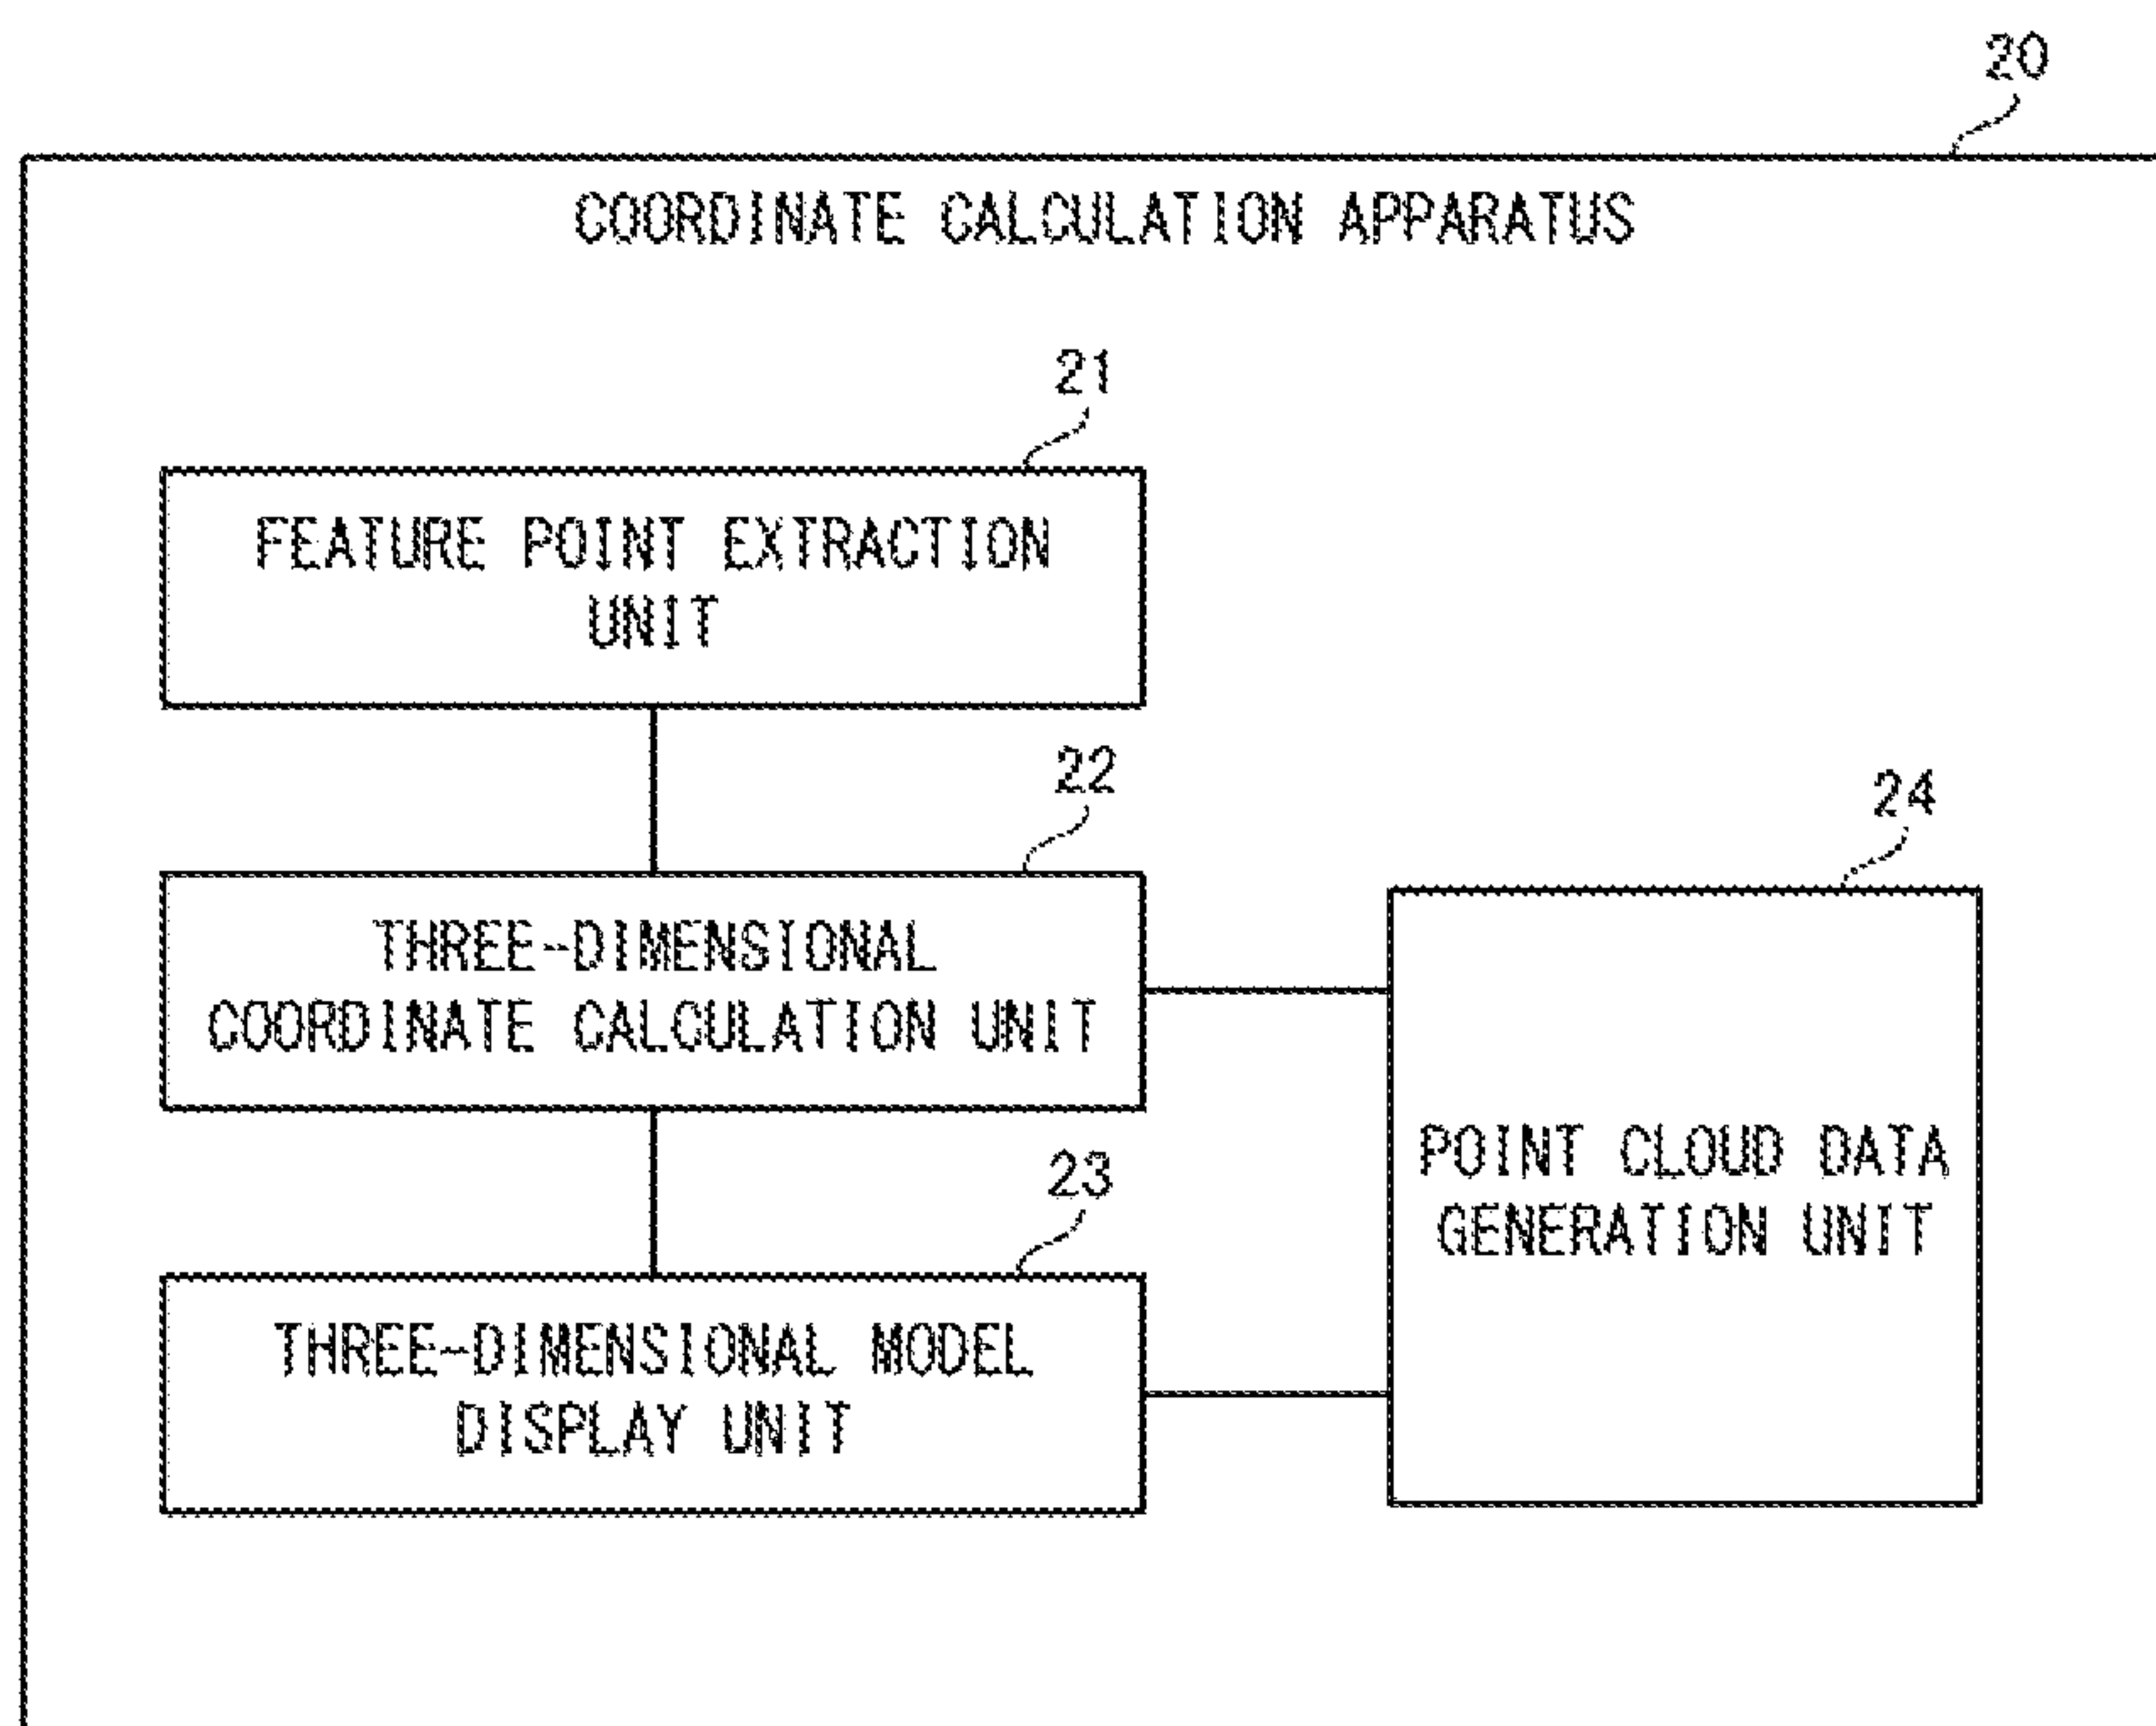 20
COORDINATE CALCULATION APPARATUS
21
FEATURE POINT EXTRACTION
UNIT
22
THREE-DIMENSIONAL
COORDINATE CALCULATION UNIT
23
THREE-DIMENSIONAL MODEL
DISPLAY UNIT
24
POINT CLOUD DATA
GENERATION UNIT